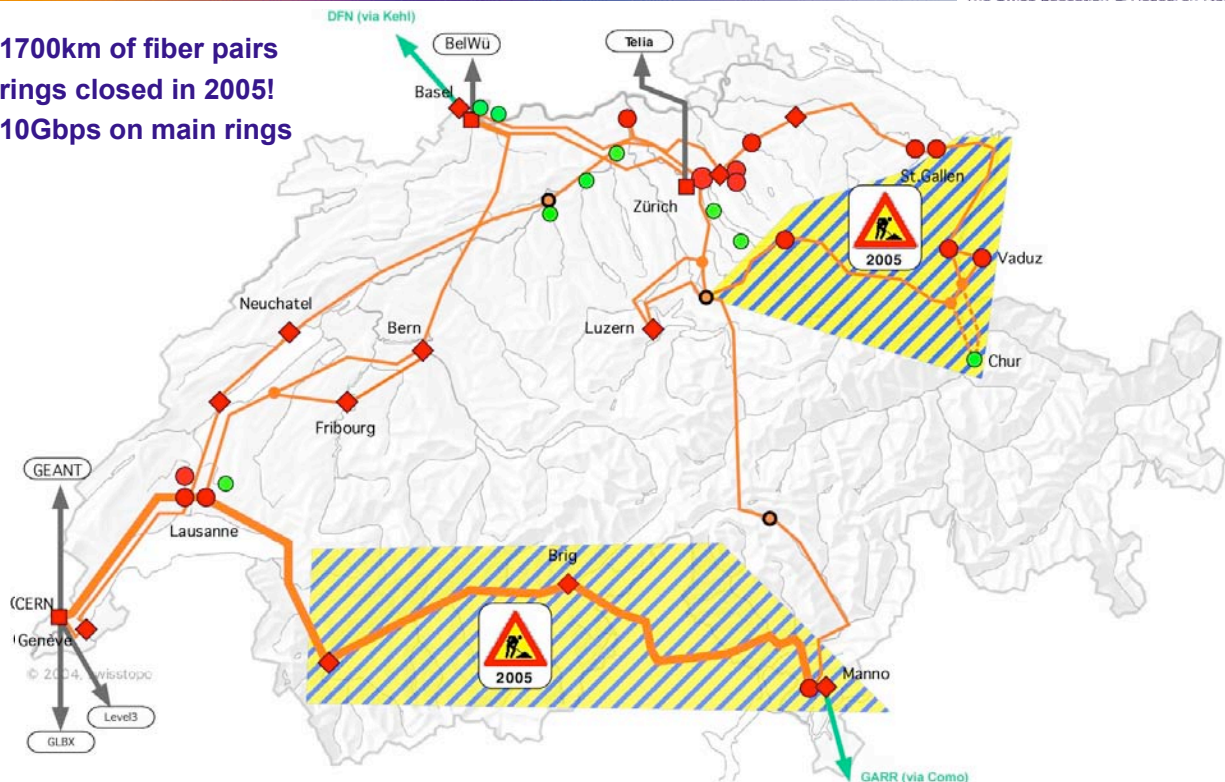 DFN (via Kehl)
1700km of fiber pairs
rings closed in 2005!
10Gbps on main rings
BelWü
Telia
Basel
St.Gallen
Zürich
2005
Vaduz
Neuchatel
Bern
Luzern
Chur
Fribourg
GEANT
Lausanne
Brig
(CERN
Genève
2005
Manno
© 2004, swisstopo
Level3
GLBX
GARR (via Como)